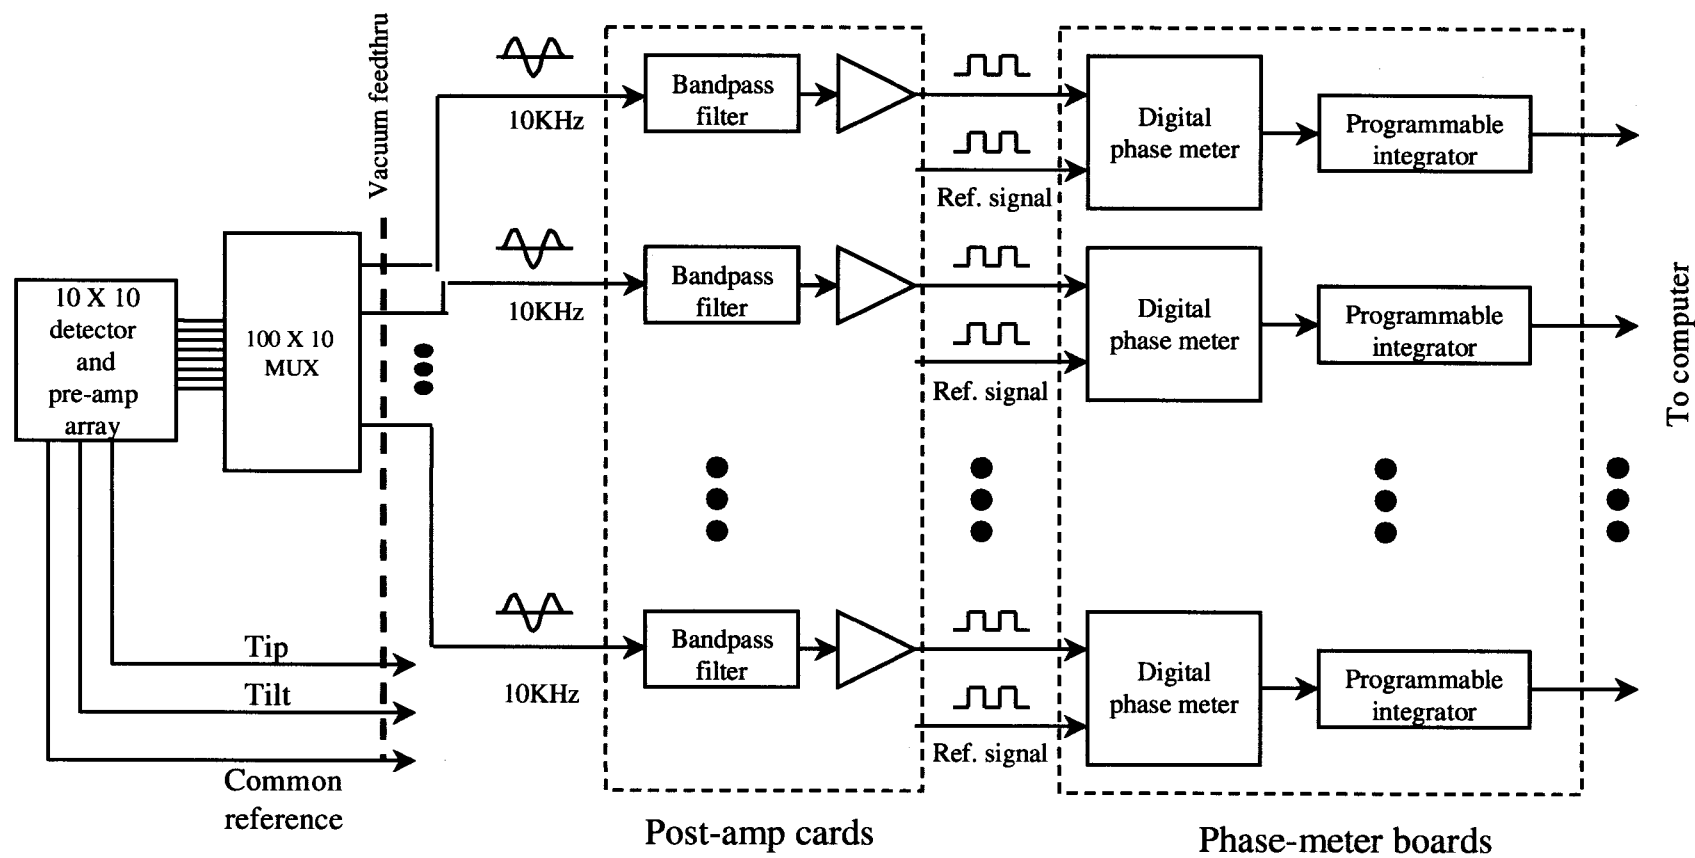 Vacuum feedthru
10 X 10
detector
and
pre-amp
array
100 X 10
MUX
Tip
Tilt
Common
reference
10KHz
Bandpass
filter
Ref. signal
Digital
phase meter
Programmable
integrator
10KHz
Bandpass
filter
Ref. signal
Digital
phase meter
Programmable
integrator
10KHz
Bandpass
filter
Ref. signal
Digital
phase meter
Programmable
integrator
To computer
Post-amp cards
Phase-meter boards